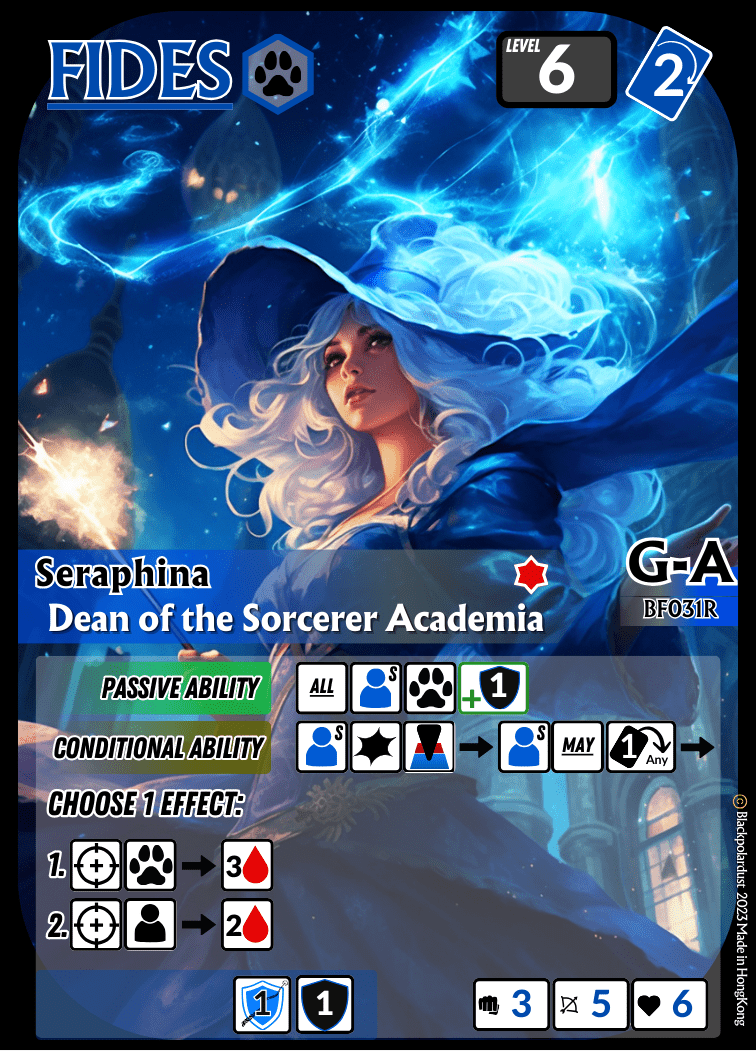 FIDES
LEVEL 6
2
Seraphina
Dean of the Sorcerer Academia
G-A
BF031R
PASSIVE ABILITY ALL S +1
CONDITIONAL ABILITY S S MAY 1 Any
CHOOSE 1 EFFECT:
1. 3
2. 2
1 1 3 5 6
© Blackpolardust 2023 Made in HongKong